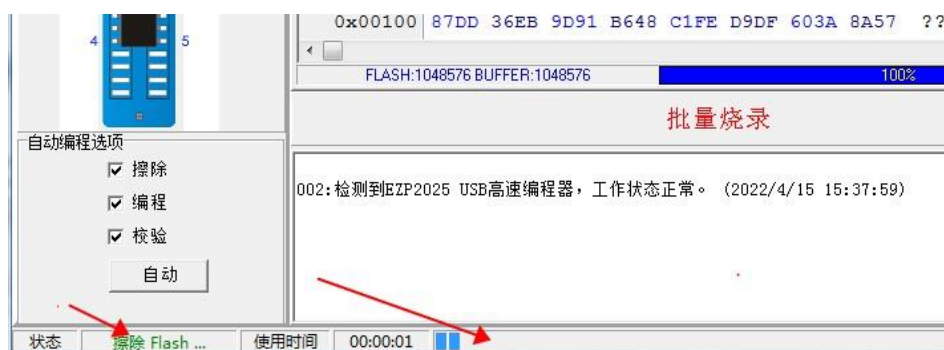 0x00100 87DD 36EB 9D91 B648 C1FE D9DF 603A 8A57 ??
4 5
FLASH:1048576 BUFFER:1048576 100%
批量烧录
自动编程选项
擦除
编程
校验
自动
002:检测到EZP2025 USB高速编程器，工作状态正常。 (2022/4/15 15:37:59)
状态 擦除 Flash ... 使用时间 00:00:01